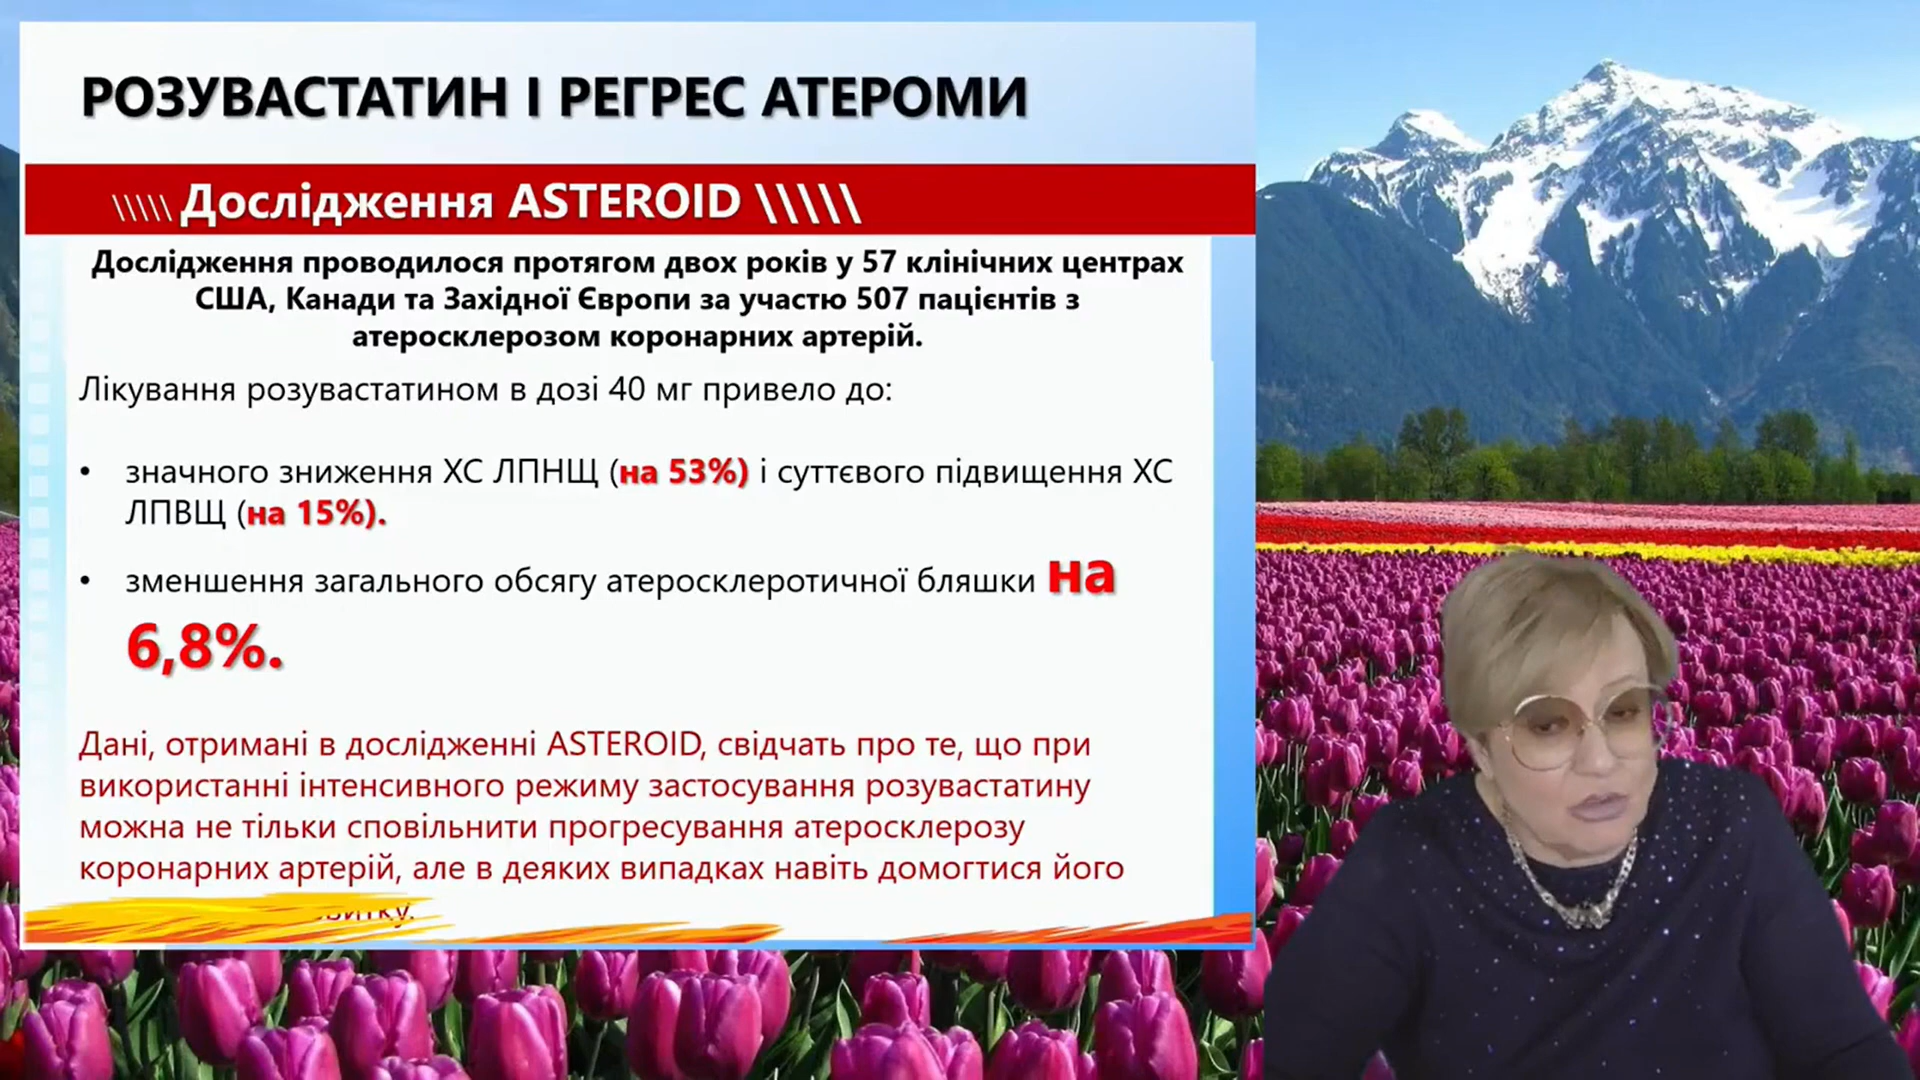 РОЗУВАСТАТИН І РЕГРЕС АТЕРОМИ
\\\\\ Дослідження ASTEROID \\\\\
Дослідження проводилося протягом двох років у 57 клінічних центрах
США, Канади та Західної Європи за участю 507 пацієнтів з
атеросклерозом коронарних артерій.
Лікування розувастатином в дозі 40 мг привело до:
• значного зниження ХС ЛПНЩ (на 53%) і суттєвого підвищення ХС
ЛПВЩ (на 15%).
• зменшення загального обсягу атеросклеротичної бляшки на
6,8%.
Дані, отримані в дослідженні ASTEROID, свідчать про те, що при
використанні інтенсивного режиму застосування розувастатину
можна не тільки сповільнити прогресування атеросклерозу
коронарних артерій, але в деяких випадках навіть домогтися його